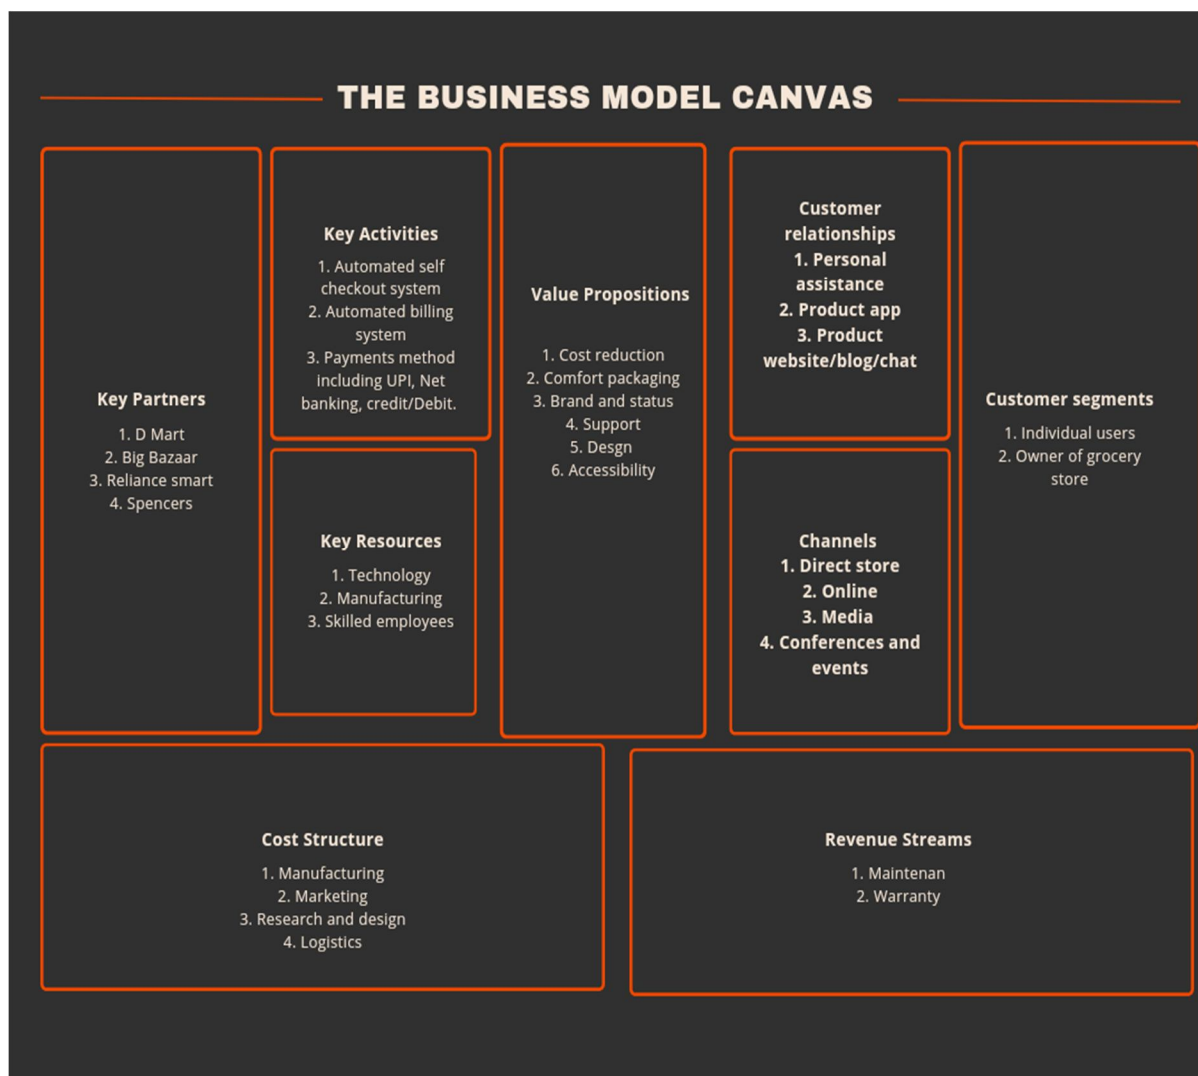 THE BUSINESS MODEL CANVAS
Key Partners
1. D Mart
2. Big Bazaar
3. Reliance smart
4. Spencers
Key Activities
1. Automated self
checkout system
2. Automated billing
system
3. Payments method
including UPI, Net
banking, credit/Debit.
Key Resources
1. Technology
2. Manufacturing
3. Skilled employees
Value Propositions
1. Cost reduction
2. Comfort packaging
3. Brand and status
4. Support
5. Desgn
6. Accessibility
Customer
relationships
1. Personal
assistance
2. Product app
3. Product
website/blog/chat
Channels
1. Direct store
2. Online
3. Media
4. Conferences and
events
Customer segments
1. Individual users
2. Owner of grocery
store
Cost Structure
1. Manufacturing
2. Marketing
3. Research and design
4. Logistics
Revenue Streams
1. Maintenan
2. Warranty